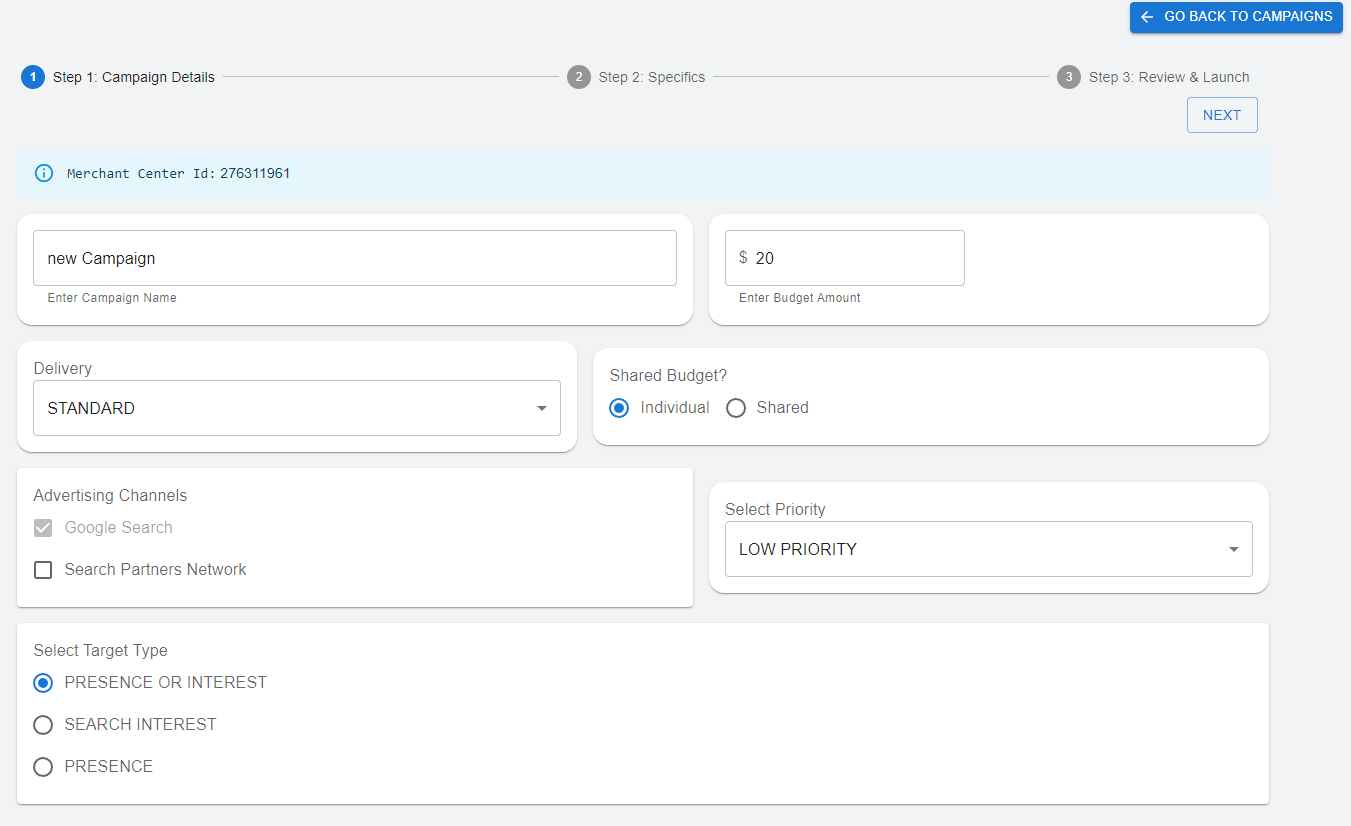 GO BACK TO CAMPAIGNS
1 Step 1: Campaign Details
2 Step 2: Specifics
3 Step 3: Review & Launch
NEXT
Merchant Center Id: 276311961
new Campaign
Enter Campaign Name
$ 20
Enter Budget Amount
Delivery
STANDARD
Shared Budget?
Individual
Shared
Advertising Channels
Google Search
Search Partners Network
Select Priority
LOW PRIORITY
Select Target Type
PRESENCE OR INTEREST
SEARCH INTEREST
PRESENCE